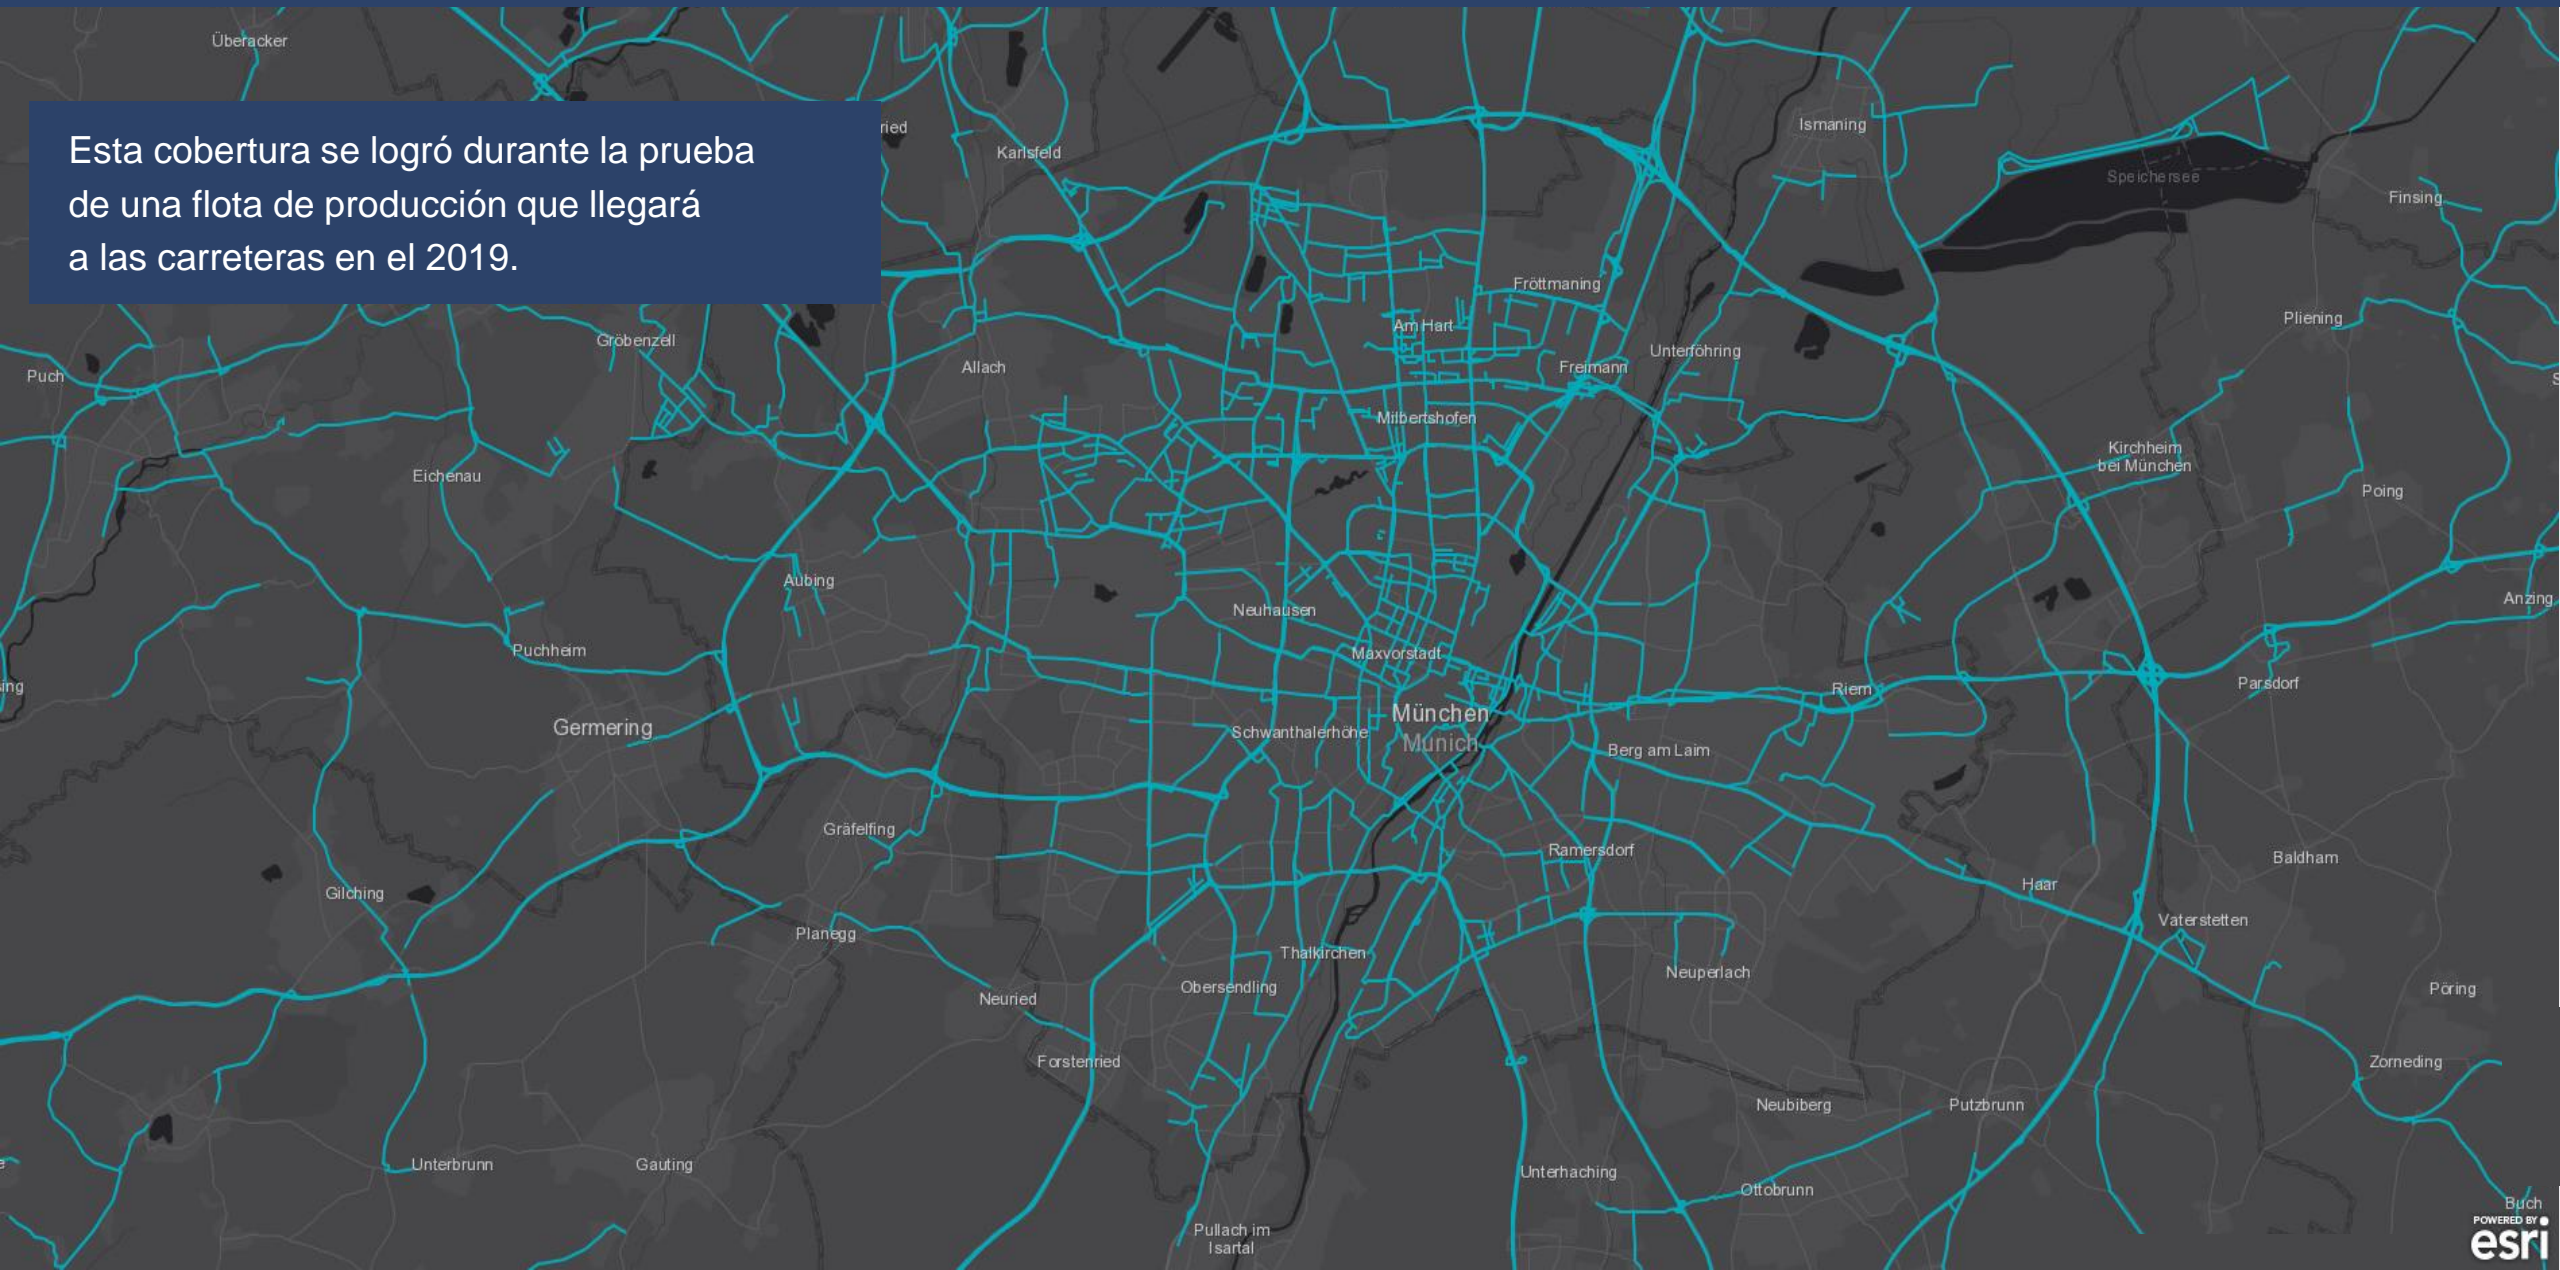 Überacker
Esta cobertura se logró durante la prueba
de una flota de producción que llegará
a las carreteras en el 2019.
ried
Karlsfeld
Ismaning
Speichersee
Finsing
Fröttmaning
Am Hart
Pliening
Gröbenzell
Unterföhring
Allach
Freimann
Puch
Milbertshofen
Kirchheim
bei München
Eichenau
Poing
Aubing
Anzing
Neuhausen
Puchheim
Maxvorstadt
ing
Riem
Parsdorf
München
Munich
Germering
Schwanthalerhöhe
Berg am Laim
Gräfelfing
Ramersdorf
Baldham
Haar
Gilching
Vaterstetten
Planegg
Thalkirchen
Neuperlach
Obersendling
Pöring
Neuried
Forstenried
Zorneding
Neubiberg
Putzbrunn
Unterbrunn
Gauting
Unterhaching
Ottobrunn
Buch
Pullach im
Isartal
POWERED BY
esri